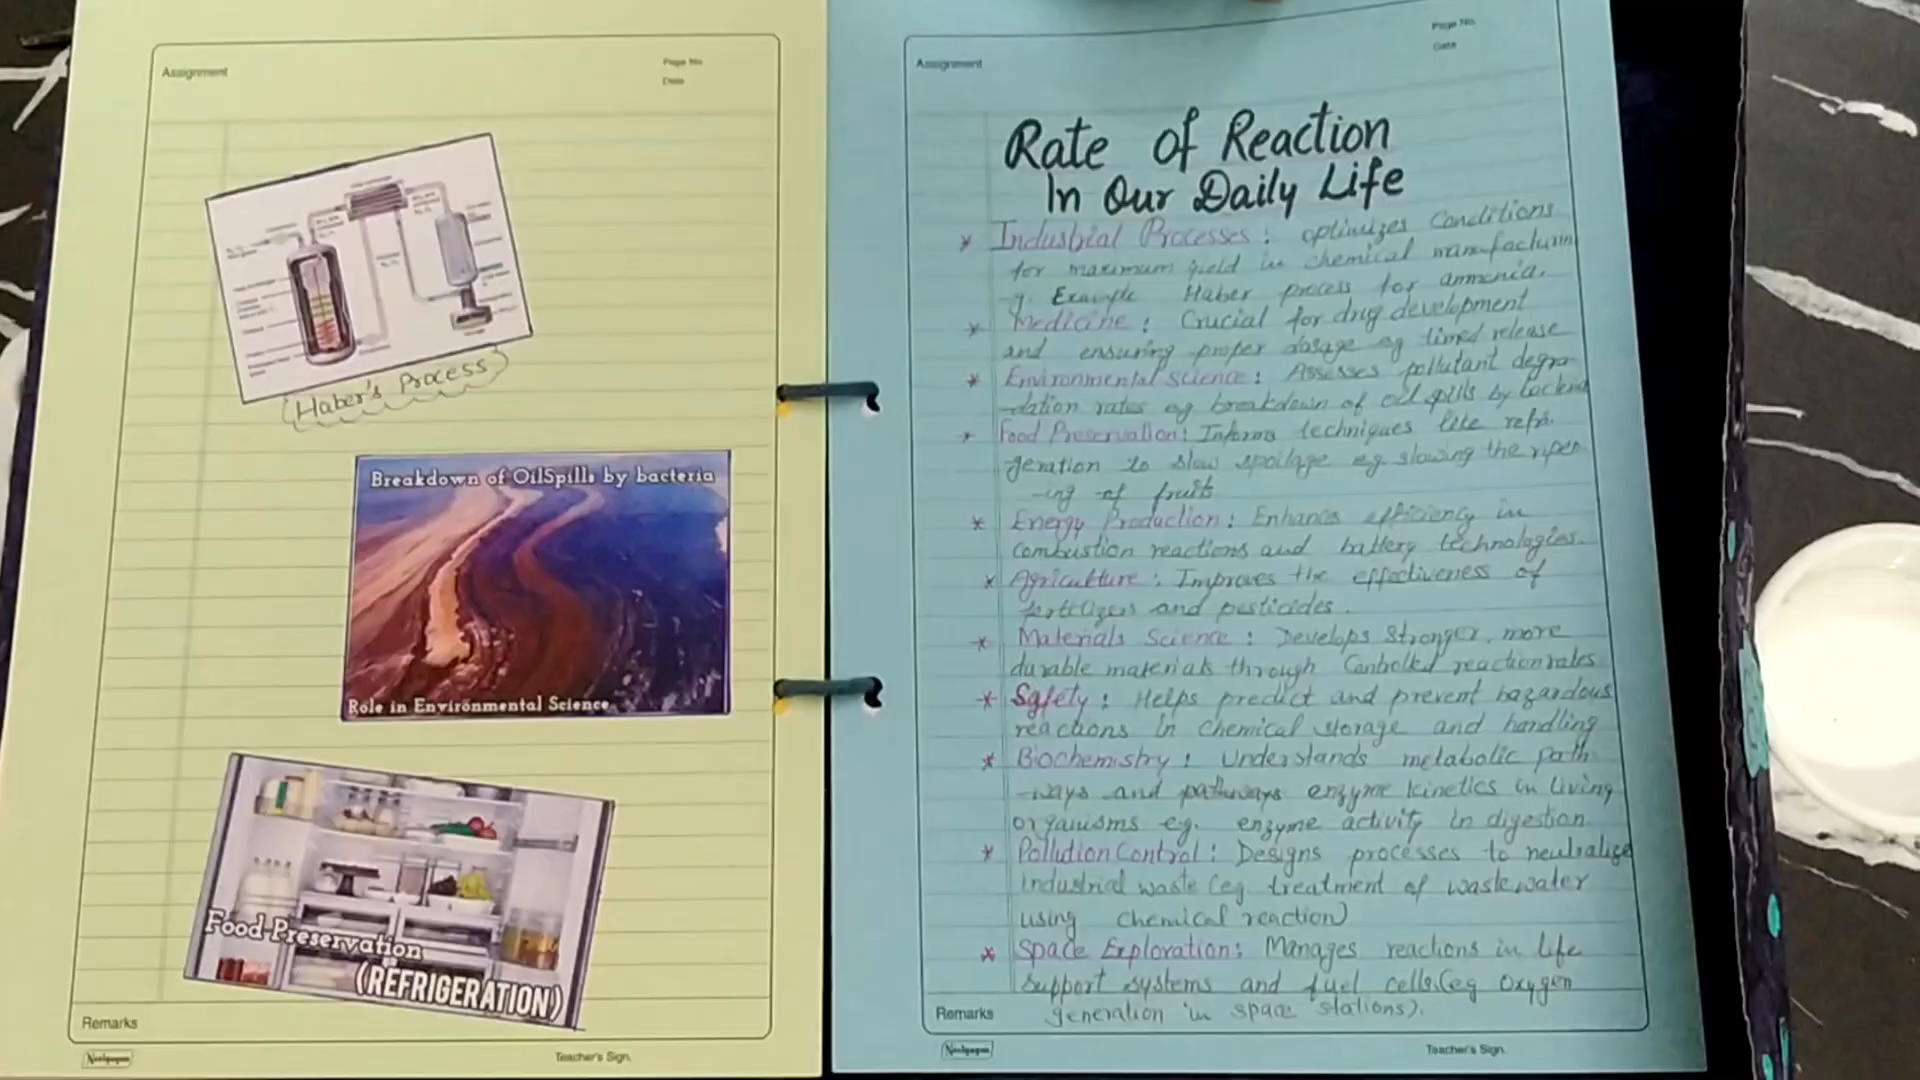 Assignment
Page No
Date
(Haber's Process)
Breakdown of OilSpills by bacteria
Role in Environmental Science
Food Preservation
(REFRIGERATION)
Remarks
Neelgagan
Teacher's Sign.
Assignment
Page No.
Date
Rate of Reaction
In Our Daily Life
* Industrial Processes: optimizes Conditions
for maximum yield in chemical manufacturin
-g. Example Haber process for ammonia.
* Medicine: Crucial for drug development
and ensuring proper dosage eg timed release
* Environmental science: Assesses pollutant degra
-dation rates eg breakdown of oil spills by
* Food Preservation: Informs techniques like refri
geration to slow spoilage eg. slowing the ripen
-ing of fruits
* Energy Production: Enhances efficiency in
combustion reactions and battery technologies.
* Agriculture: Improves the effectiveness of
fertilizers and pesticides.
* Materials Science: Develops stronger, more
durable materials through Controlled reaction rates
* Safety: Helps predict and prevent hazardous
reactions in chemical storage and handling
* Biochemistry: Understands metabolic path
-ways and pathways enzyme kinetics in living
organisms eg. enzyme activity in digestion
* Pollution Control: Designs processes to neutralize
industrial waste (eg treatment of wastewater
using chemical reaction)
* Space Exploration: Manages reactions in life
support systems and fuel cells.(eg Oxygen
generation in space stations).
Remarks
Neelgagan
Teacher's Sign.